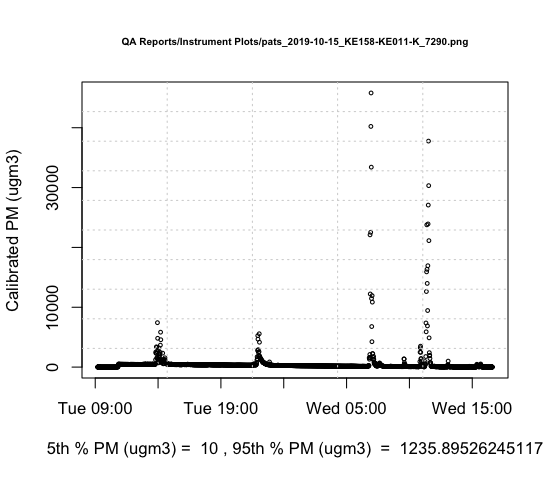 QA Reports/Instrument Plots/pats_2019-10-15_KE158-KE011-K_7290.png
Calibrated PM (ugm3)
30000
10000
0
Tue 09:00 Tue 19:00 Wed 05:00 Wed 15:00
5th % PM (ugm3) = 10 , 95th % PM (ugm3) = 1235.89526245117